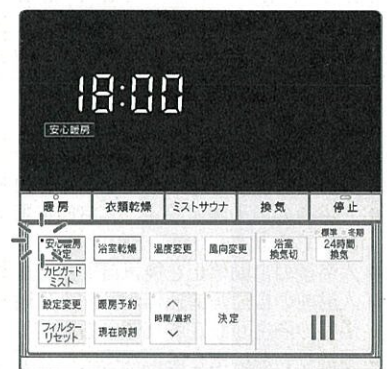 18:00
安心暖房
暖房 衣類乾燥 ミストサウナ 換気 停止
標準 冬期
安心暖房
設定
浴室乾燥 温度変更 風向変更
浴室
換気切
24時間
換気
カビガード
ミスト
設定変更 暖房予約 時間/選択 決定
フィルター
リセット
現在時刻